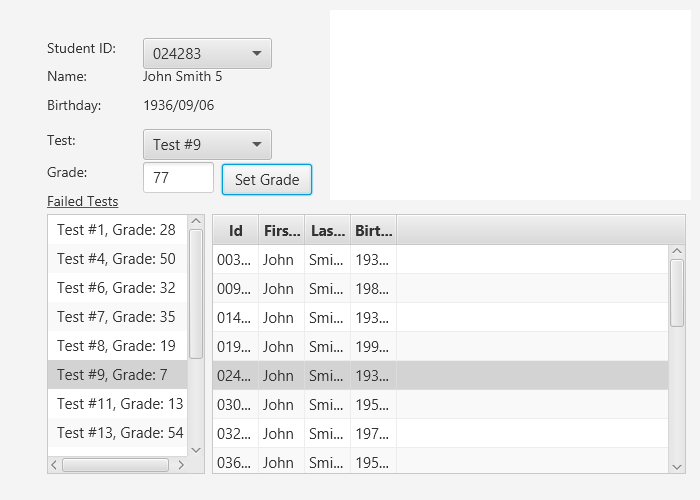 Student ID: 024283
Name: John Smith 5
Birthday: 1936/09/06
Test: Test #9
Grade: 77 Set Grade
Failed Tests
Test #1, Grade: 28
Test #4, Grade: 50
Test #6, Grade: 32
Test #7, Grade: 35
Test #8, Grade: 19
Test #9, Grade: 7
Test #11, Grade: 13
Test #13, Grade: 54
Id Firs... Las... Birt...
003... John Smi... 193...
009... John Smi... 198...
014... John Smi... 193...
019... John Smi... 199...
024... John Smi... 193...
030... John Smi... 195...
032... John Smi... 197...
036... John Smi... 195...